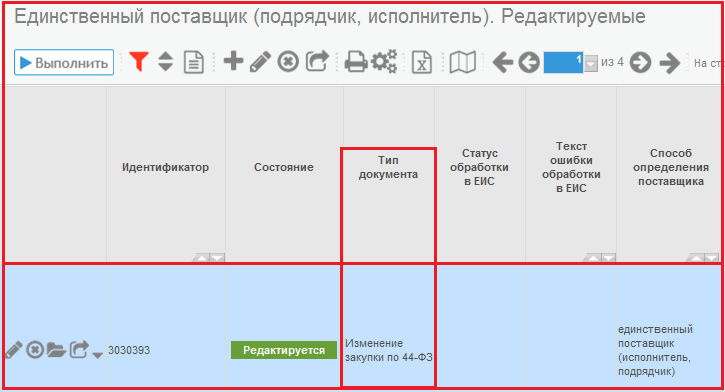 Единственный поставщик (подрядчик, исполнитель). Редактируемые
Выполнить
1 из 4
На стр
Идентификатор
Состояние
Тип
документа
Статус
обработки
в ЕИС
Текст
ошибки
обработки
в ЕИС
Способ
определения
поставщика
3030393
Редактируется
Изменение
закупки по 44-ФЗ
единственный
поставщик
(исполнитель,
подрядчик)